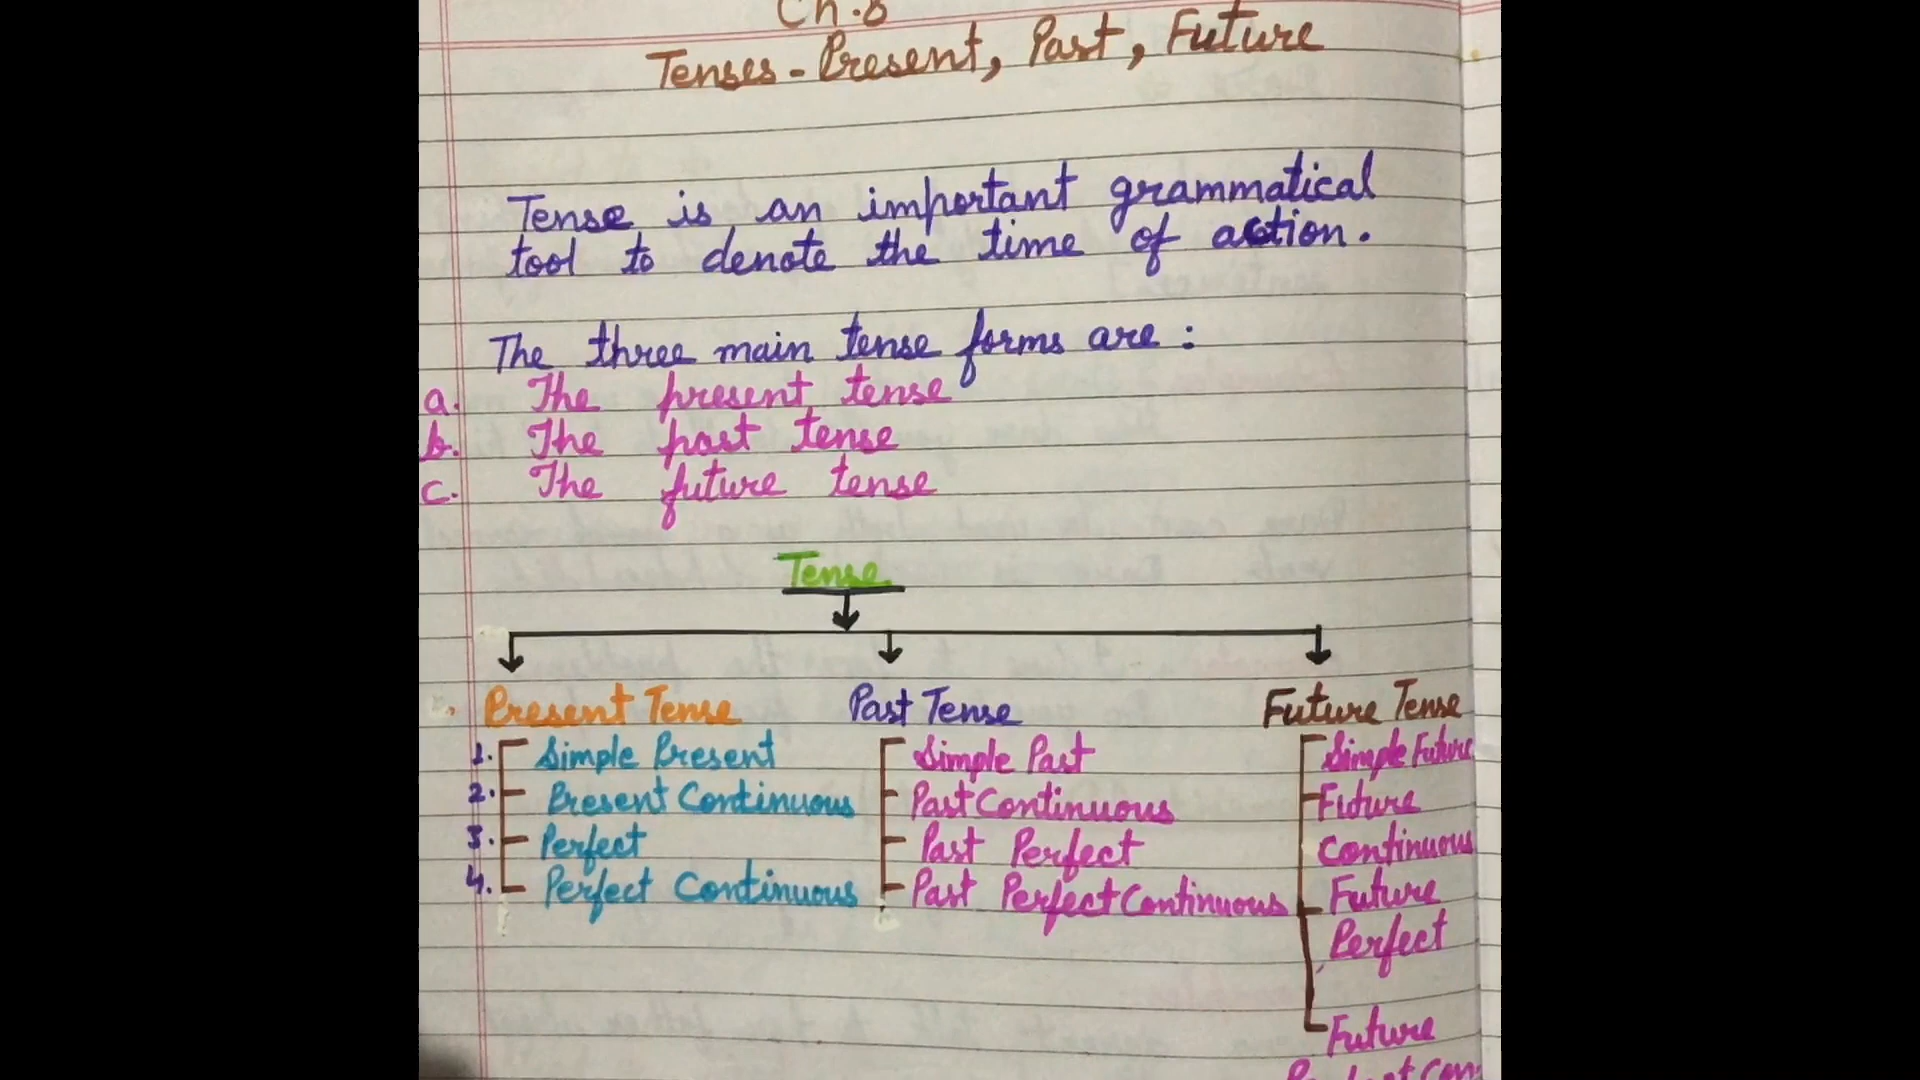 Ch.8
Tenses - Present, Past, Future
Tense is an important grammatical
tool to denote the time of action.
The three main tense forms are :
a. The present tense
b. The past tense
c. The future tense
Tense
Present Tense
1. Simple Present
2. Present Continuous
3. Perfect
4. Perfect Continuous
Past Tense
Simple Past
Past Continuous
Past Perfect
Past Perfect Continuous
Future Tense
Simple Future
Future
Continuous
Future
Perfect
Future
Perfect Con